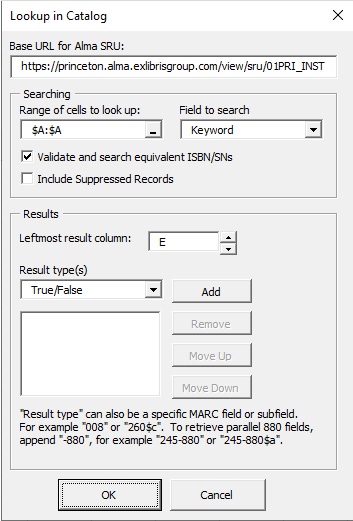 Lookup in Catalog
Base URL for Alma SRU:
https://princeton.alma.exlibrisgroup.com/view/sru/01PRI_INST
Searching
Range of cells to look up: Field to search
$A:$A Keyword
Validate and search equivalent ISBN/SNs
Include Suppressed Records
Results
Leftmost result column: E
Result type(s)
True/False Add
Remove
Move Up
Move Down
"Result type" can also be a specific MARC field or subfield.
For example "008" or "260$c". To retrieve parallel 880 fields,
append "-880", for example "245-880" or "245-880$a".
OK Cancel